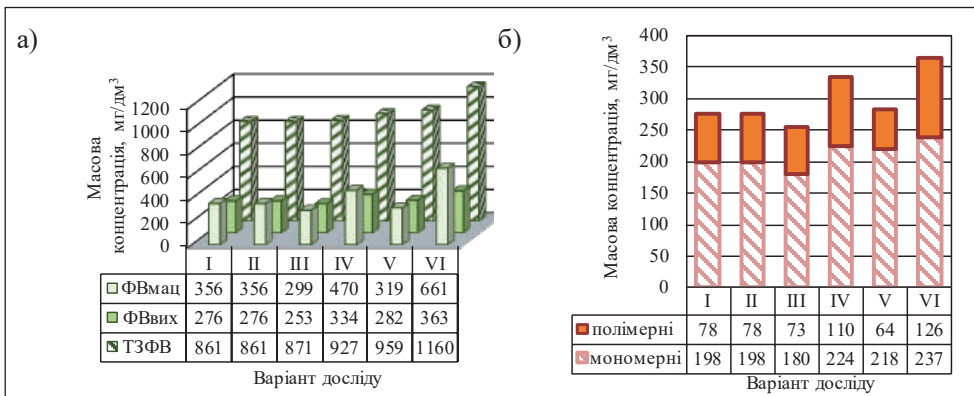 а)
Масова
концентрація, мг/дм³
1200
1000
800
600
400
200
0
I II III IV V VI
ФВмац 356 356 299 470 319 661
ФВвих 276 276 253 334 282 363
ТЗФВ 861 861 871 927 959 1160
Варіант досліду
б)
Масова концентрація, мг/дм³
400
350
300
250
200
150
100
50
0
I II III IV V VI
полімерні 78 78 73 110 64 126
мономерні 198 198 180 224 218 237
Варіант досліду